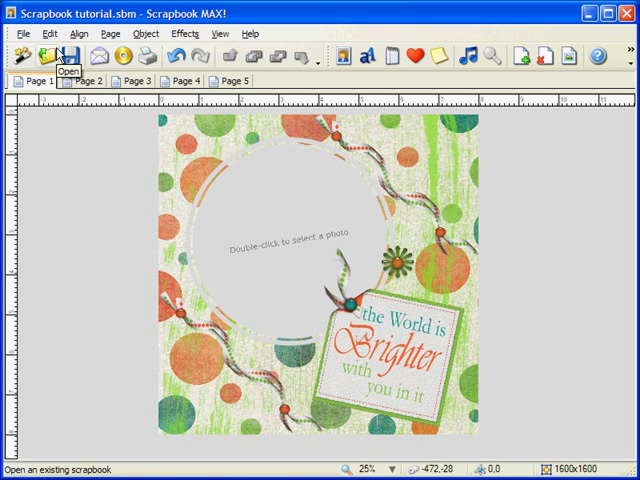 Scrapbook tutorial.sbm - Scrapbook MAX!
File Edit Align Page Object Effects View Help
Open
Page 1 Page 2 Page 3 Page 4 Page 5
Double-click to select a photo
the World is
Brighter
with
you in it
Open an existing scrapbook
25%
-472,-28
0,0
1600x1600